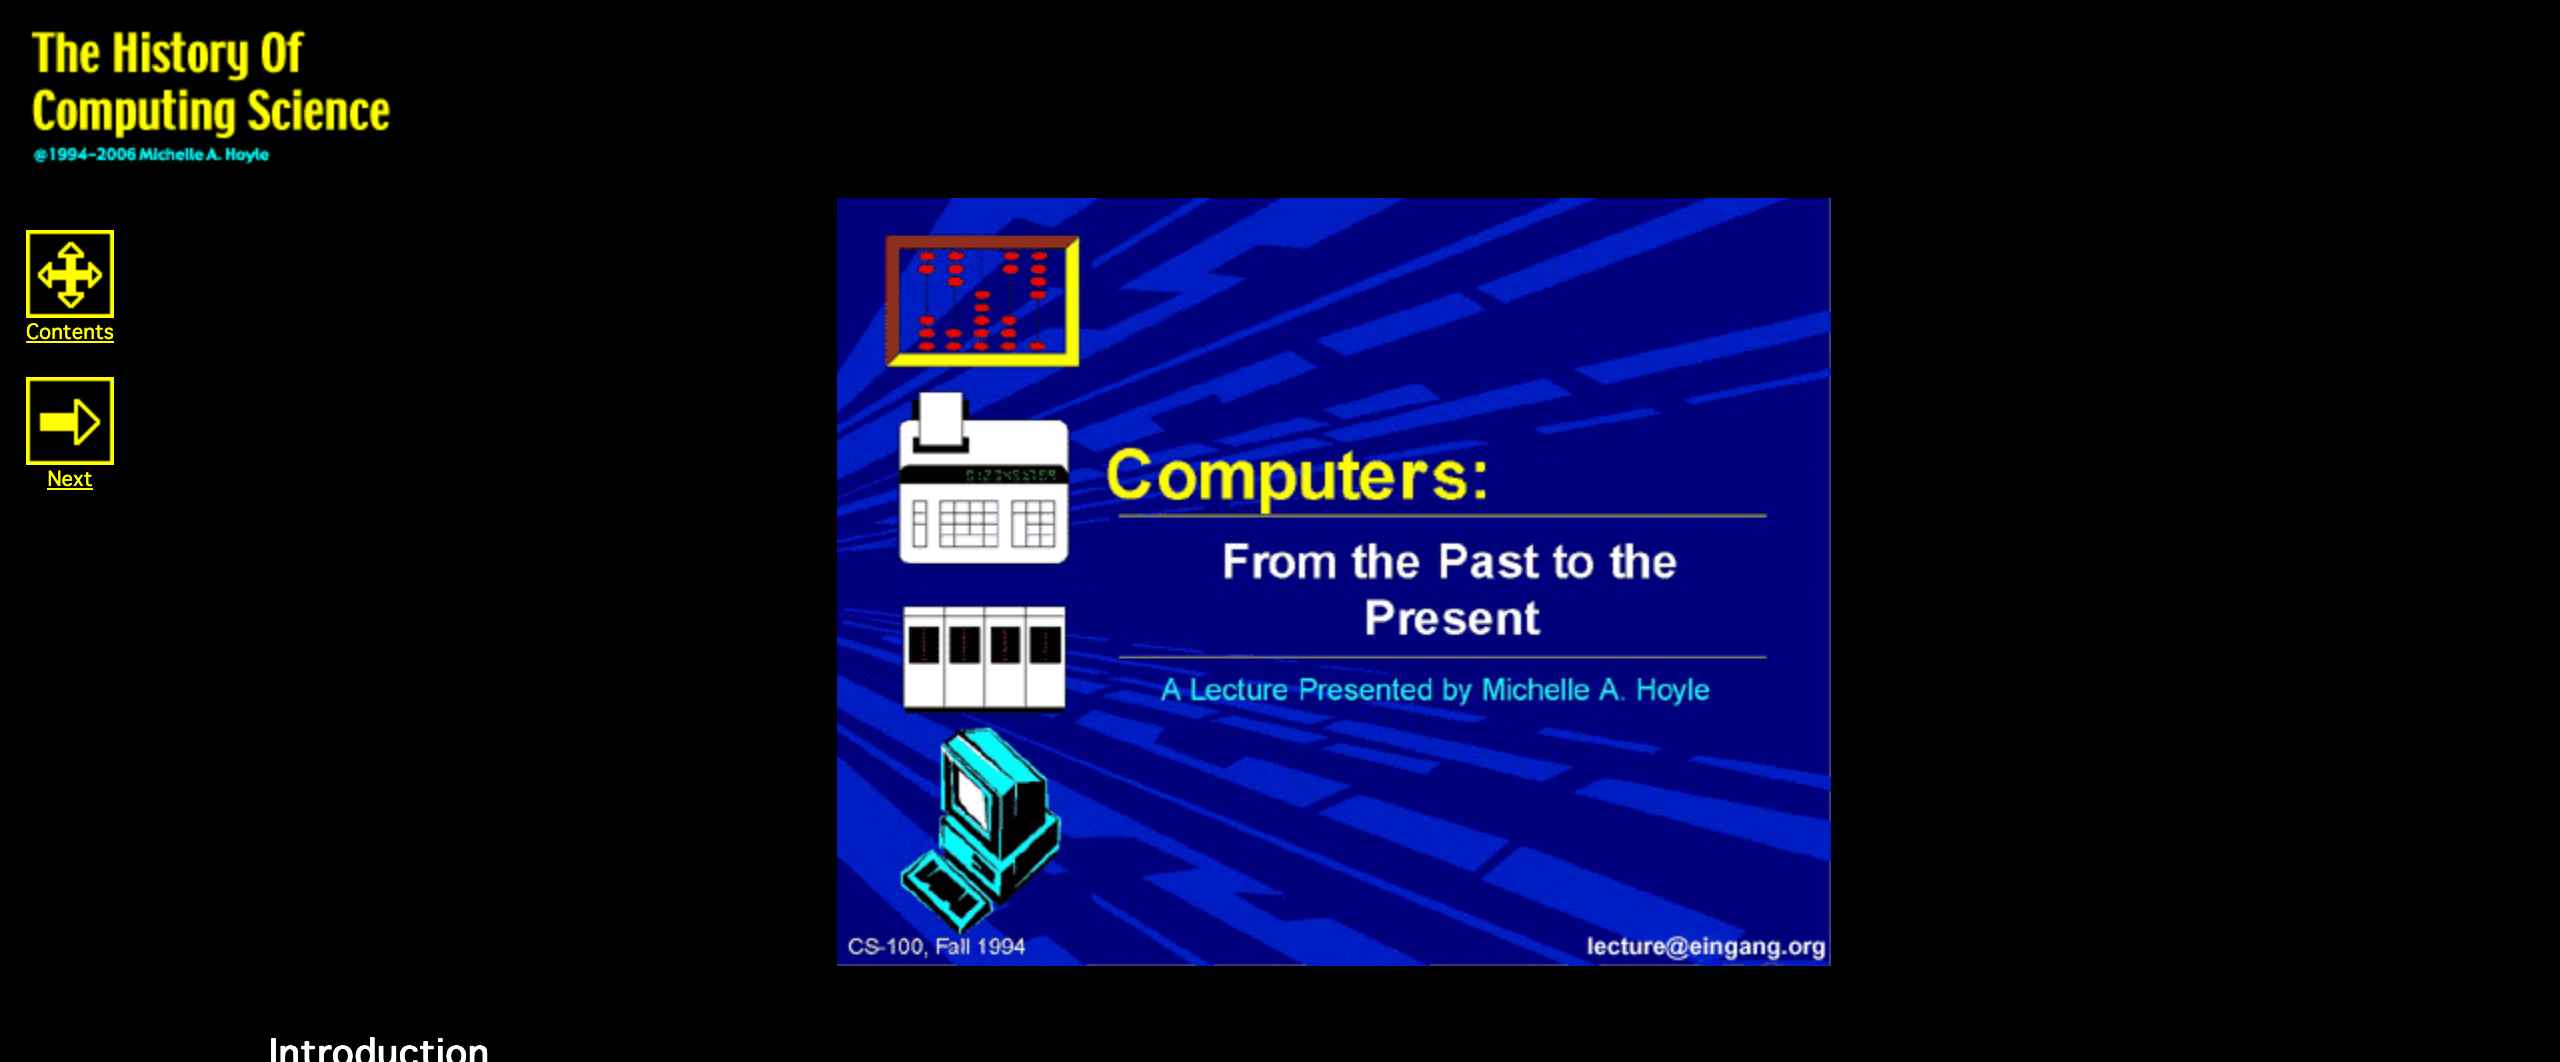 The History Of
Computing Science
©1994-2006 Michelle A. Hoyle
Contents
Next
Computers:
From the Past to the
Present
A Lecture Presented by Michelle A. Hoyle
CS-100, Fall 1994
lecture@eingang.org
Introduction